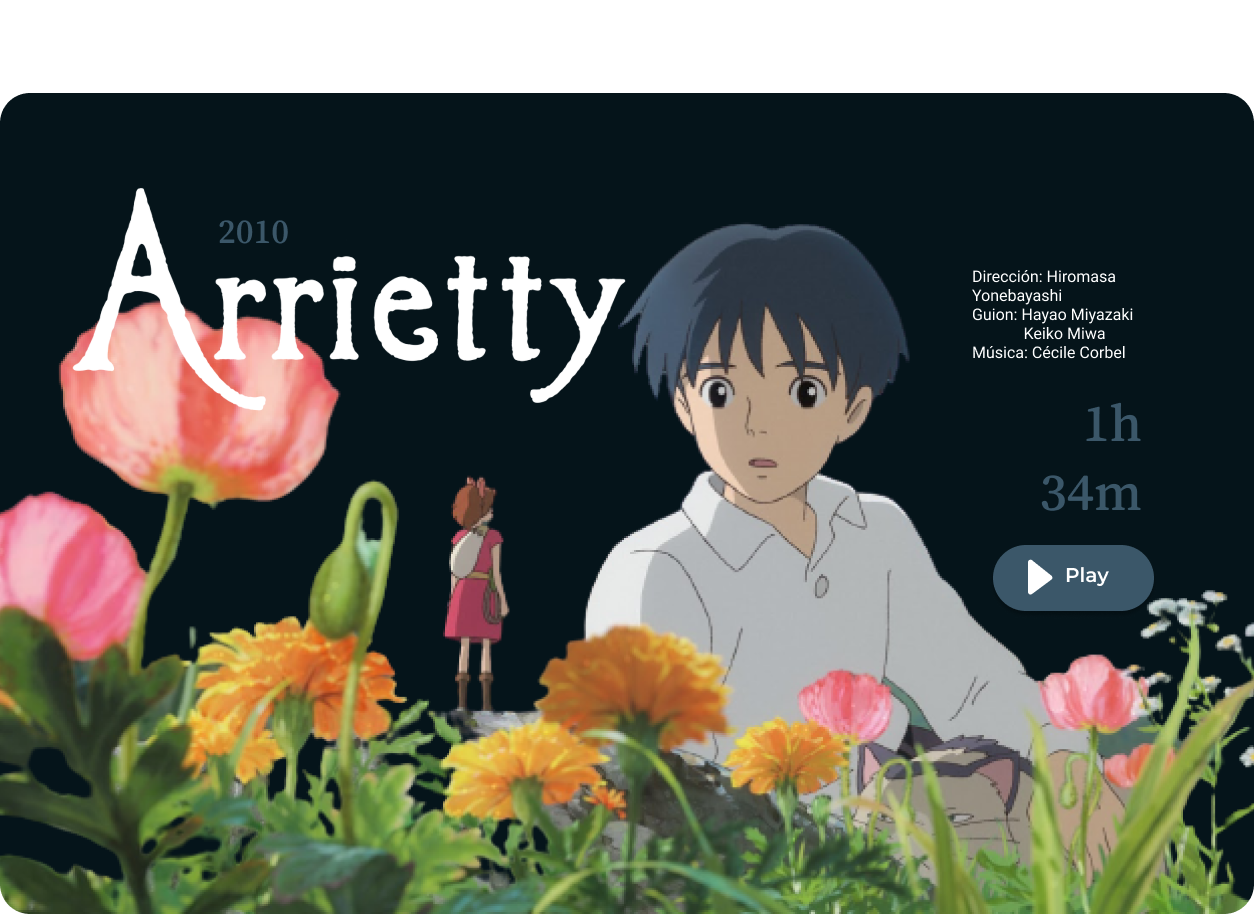 2010
Arrietty
Dirección: Hiromasa
Yonebayashi
Guion: Hayao Miyazaki
Keiko Miwa
Música: Cécile Corbel
1h
34m
Play